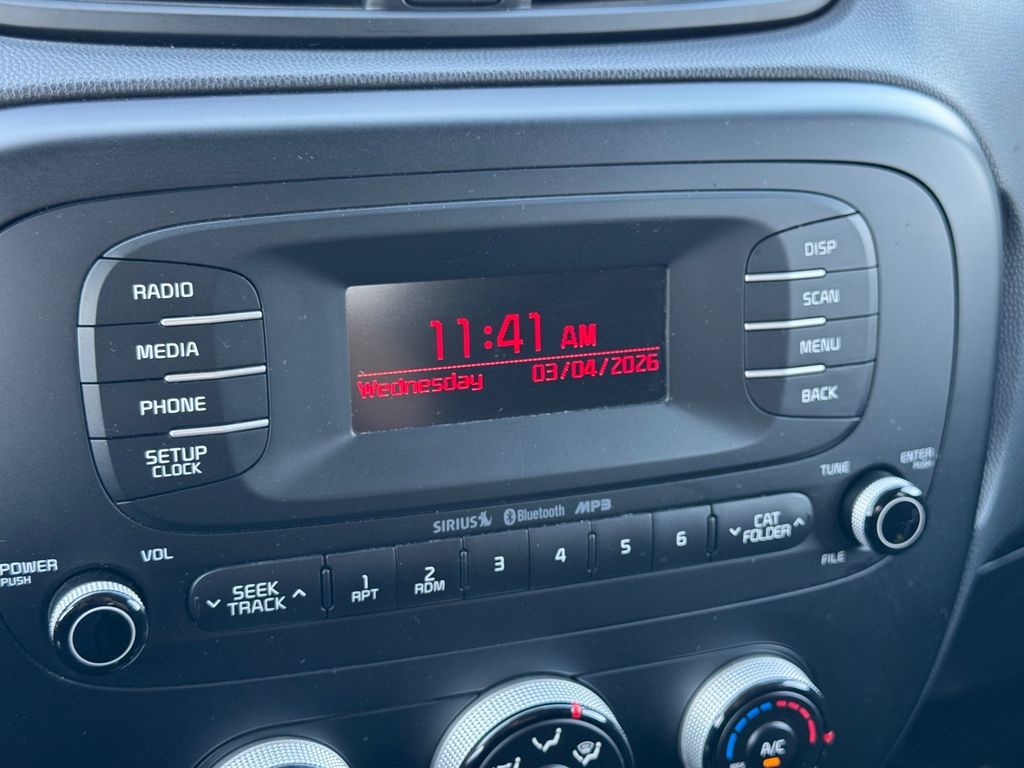 DISP
RADIO
SCAN
11:41 AM
MEDIA
MENU
Wednesday 03/04/2026
PHONE
BACK
SETUP
CLOCK
ENTER
TUNE
SIRIUS Bluetooth MP3
POWER
PUSH
VOL
SEEK
TRACK
1
RPT
2
RDM
3
4
5
6
CAT
FOLDER
FILE
A/C